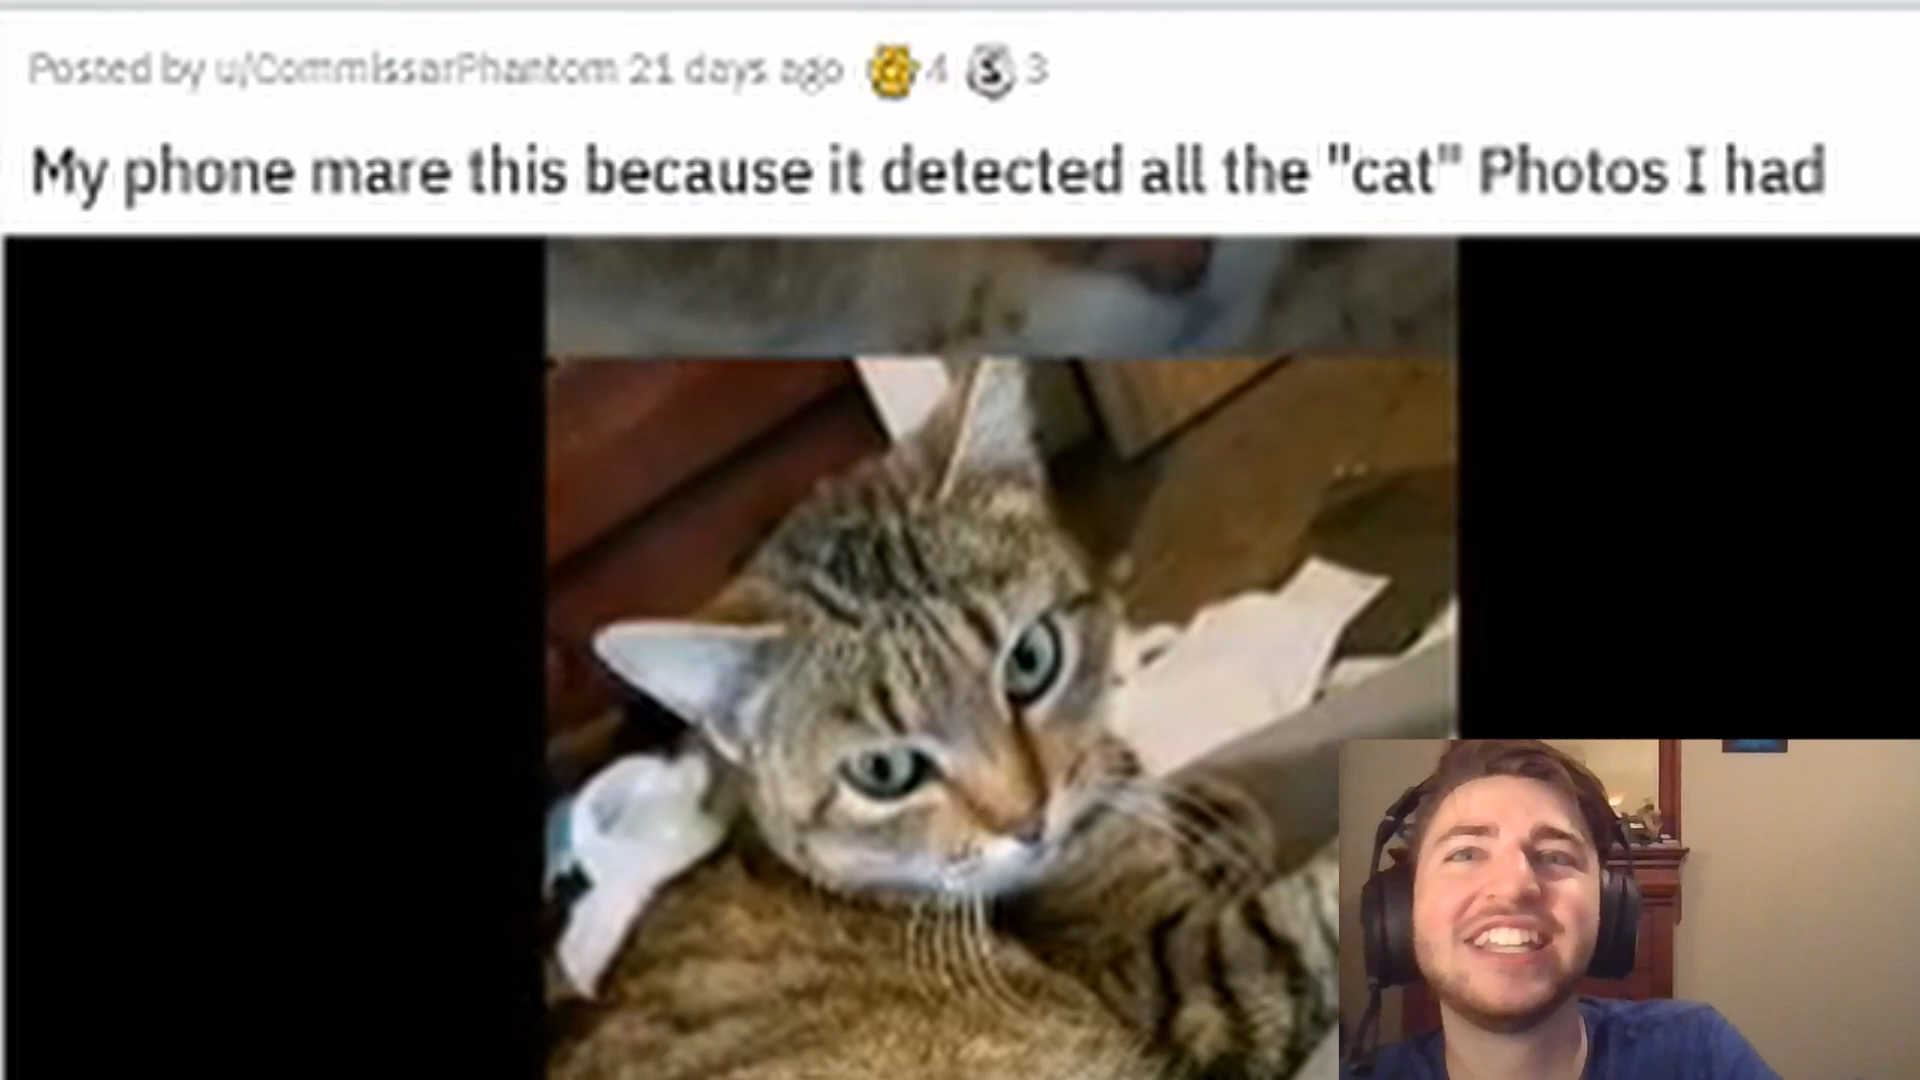 Posted by u/CommissarPhantom 21 days ago 4 3
My phone mare this because it detected all the "cat" Photos I had